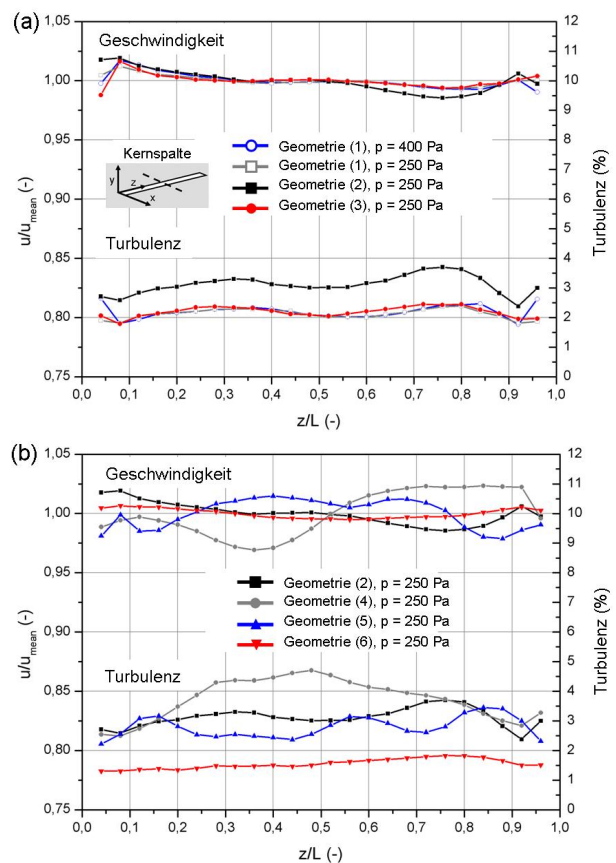 (a)
1,05
1,00
0,95
0,90
0,85
0,80
0,75
u/u_mean (-)
Geschwindigkeit
Kernspalte
y
z
x
Geometrie (1), p = 400 Pa
Geometrie (1), p = 250 Pa
Geometrie (2), p = 250 Pa
Geometrie (3), p = 250 Pa
Turbulenz
12
11
10
9
8
7
6
5
4
3
2
1
0
Turbulenz (%)
0,0 0,1 0,2 0,3 0,4 0,5 0,6 0,7 0,8 0,9 1,0
z/L (-)
(b)
1,05
1,00
0,95
0,90
0,85
0,80
0,75
u/u_mean (-)
Geschwindigkeit
Geometrie (2), p = 250 Pa
Geometrie (4), p = 250 Pa
Geometrie (5), p = 250 Pa
Geometrie (6), p = 250 Pa
Turbulenz
12
11
10
9
8
7
6
5
4
3
2
1
0
Turbulenz (%)
0,0 0,1 0,2 0,3 0,4 0,5 0,6 0,7 0,8 0,9 1,0
z/L (-)